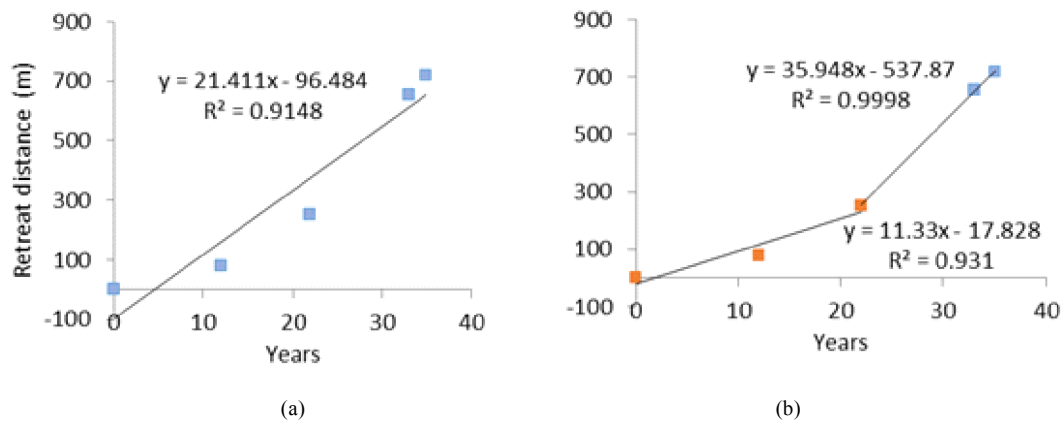 900
700
500
300
100
-100
Retreat distance (m)
y = 21.411x - 96.484
R² = 0.9148
0 10 20 30 40
Years
(a)
900
700
500
300
100
-100
y = 35.948x - 537.87
R² = 0.9998
y = 11.33x - 17.828
R² = 0.931
0 10 20 30 40
Years
(b)